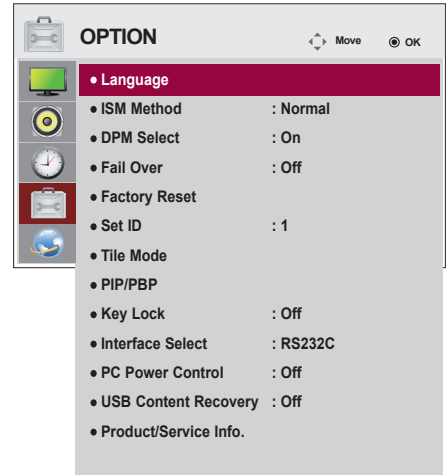 OPTION Move OK
• Language
• ISM Method : Normal
• DPM Select : On
• Fail Over : Off
• Factory Reset
• Set ID : 1
• Tile Mode
• PIP/PBP
• Key Lock : Off
• Interface Select : RS232C
• PC Power Control : Off
• USB Content Recovery : Off
• Product/Service Info.